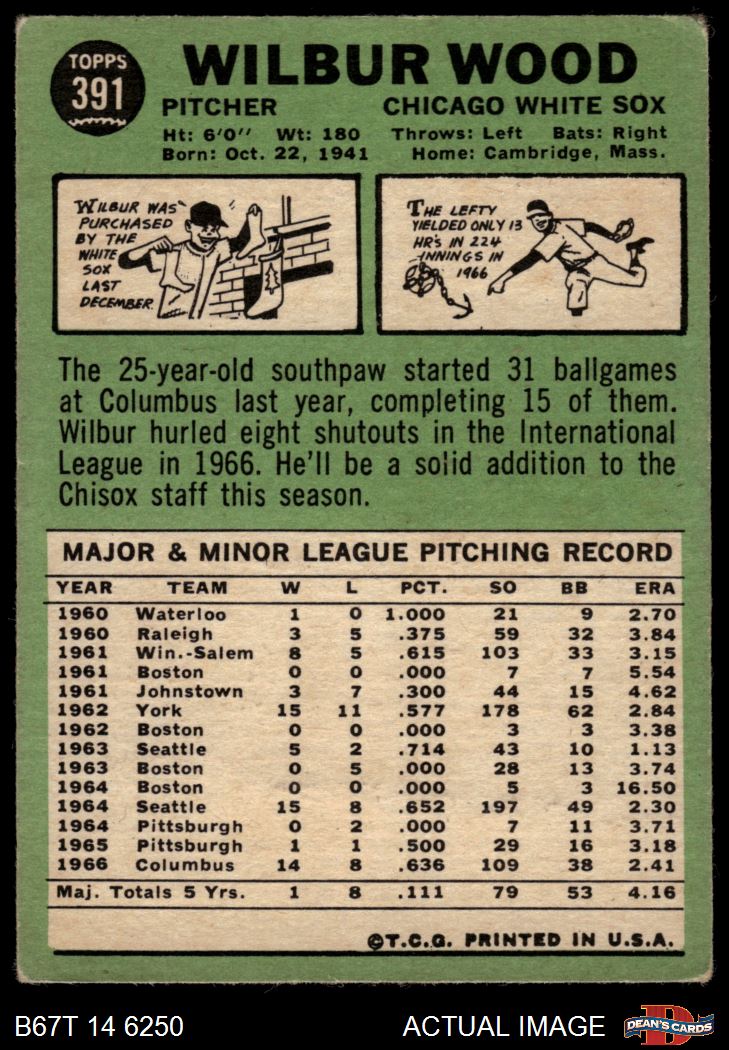 TOPPS
391
WILBUR WOOD
PITCHER CHICAGO WHITE SOX
Ht: 6'0" Wt: 180 Throws: Left Bats: Right
Born: Oct. 22, 1941 Home: Cambridge, Mass.
WILBUR WAS
PURCHASED
BY THE
WHITE
SOX
LAST
DECEMBER.
THE LEFTY
YIELDED ONLY 13
HR'S IN 224
INNINGS IN
1966
The 25-year-old southpaw started 31 ballgames
at Columbus last year, completing 15 of them.
Wilbur hurled eight shutouts in the International
League in 1966. He'll be a solid addition to the
Chisox staff this season.
MAJOR & MINOR LEAGUE PITCHING RECORD
YEAR TEAM W L PCT. SO BB ERA
1960 Waterloo 1 0 1.000 21 9 2.70
1960 Raleigh 3 5 .375 59 32 3.84
1961 Win.-Salem 8 5 .615 103 33 3.15
1961 Boston 0 0 .000 7 7 5.54
1961 Johnstown 3 7 .300 44 15 4.62
1962 York 15 11 .577 178 62 2.84
1962 Boston 0 0 .000 3 3 3.38
1963 Seattle 5 2 .714 43 10 1.13
1963 Boston 0 5 .000 28 13 3.74
1964 Boston 0 0 .000 5 3 16.50
1964 Seattle 15 8 .652 197 49 2.30
1964 Pittsburgh 0 2 .000 7 11 3.71
1965 Pittsburgh 1 1 .500 29 16 3.18
1966 Columbus 14 8 .636 109 38 2.41
Maj. Totals 5 Yrs. 1 8 .111 79 53 4.16
©T.C.G. PRINTED IN U.S.A.
B67T 14 6250 ACTUAL IMAGE
DEAN'S CARDS